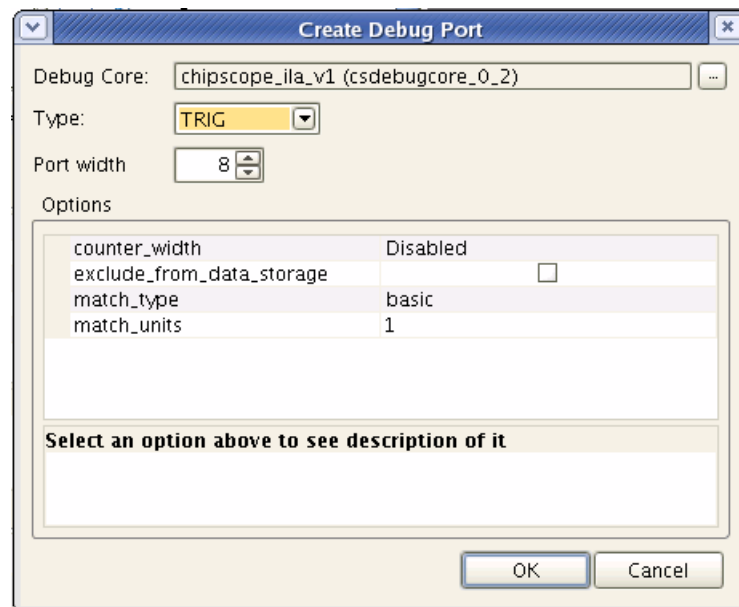 Create Debug Port
Debug Core: chipscope_ila_v1 (csdebugcore_0_2) ...
Type: TRIG
Port width 8
Options
counter_width Disabled
exclude_from_data_storage
match_type basic
match_units 1
Select an option above to see description of it
OK Cancel